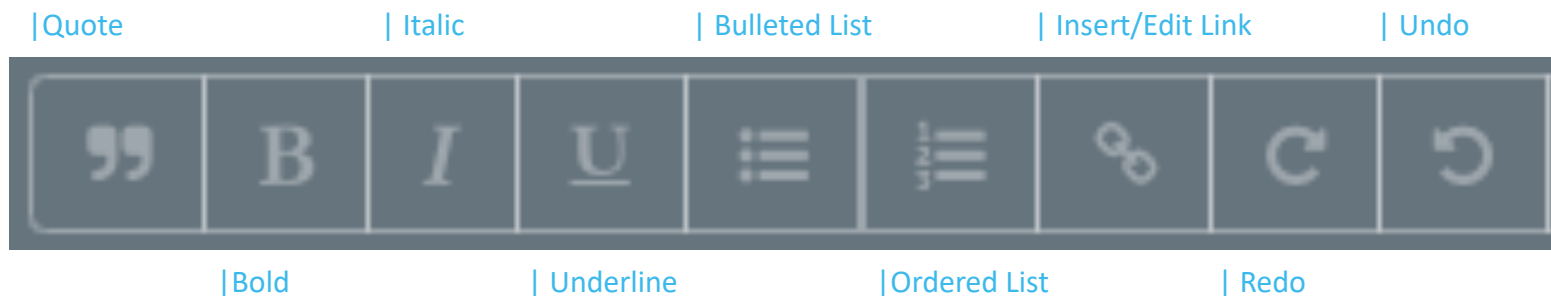 |Quote | Italic | Bulleted List | Insert/Edit Link | Undo
” B I U 1 2 3
|Bold | Underline |Ordered List | Redo